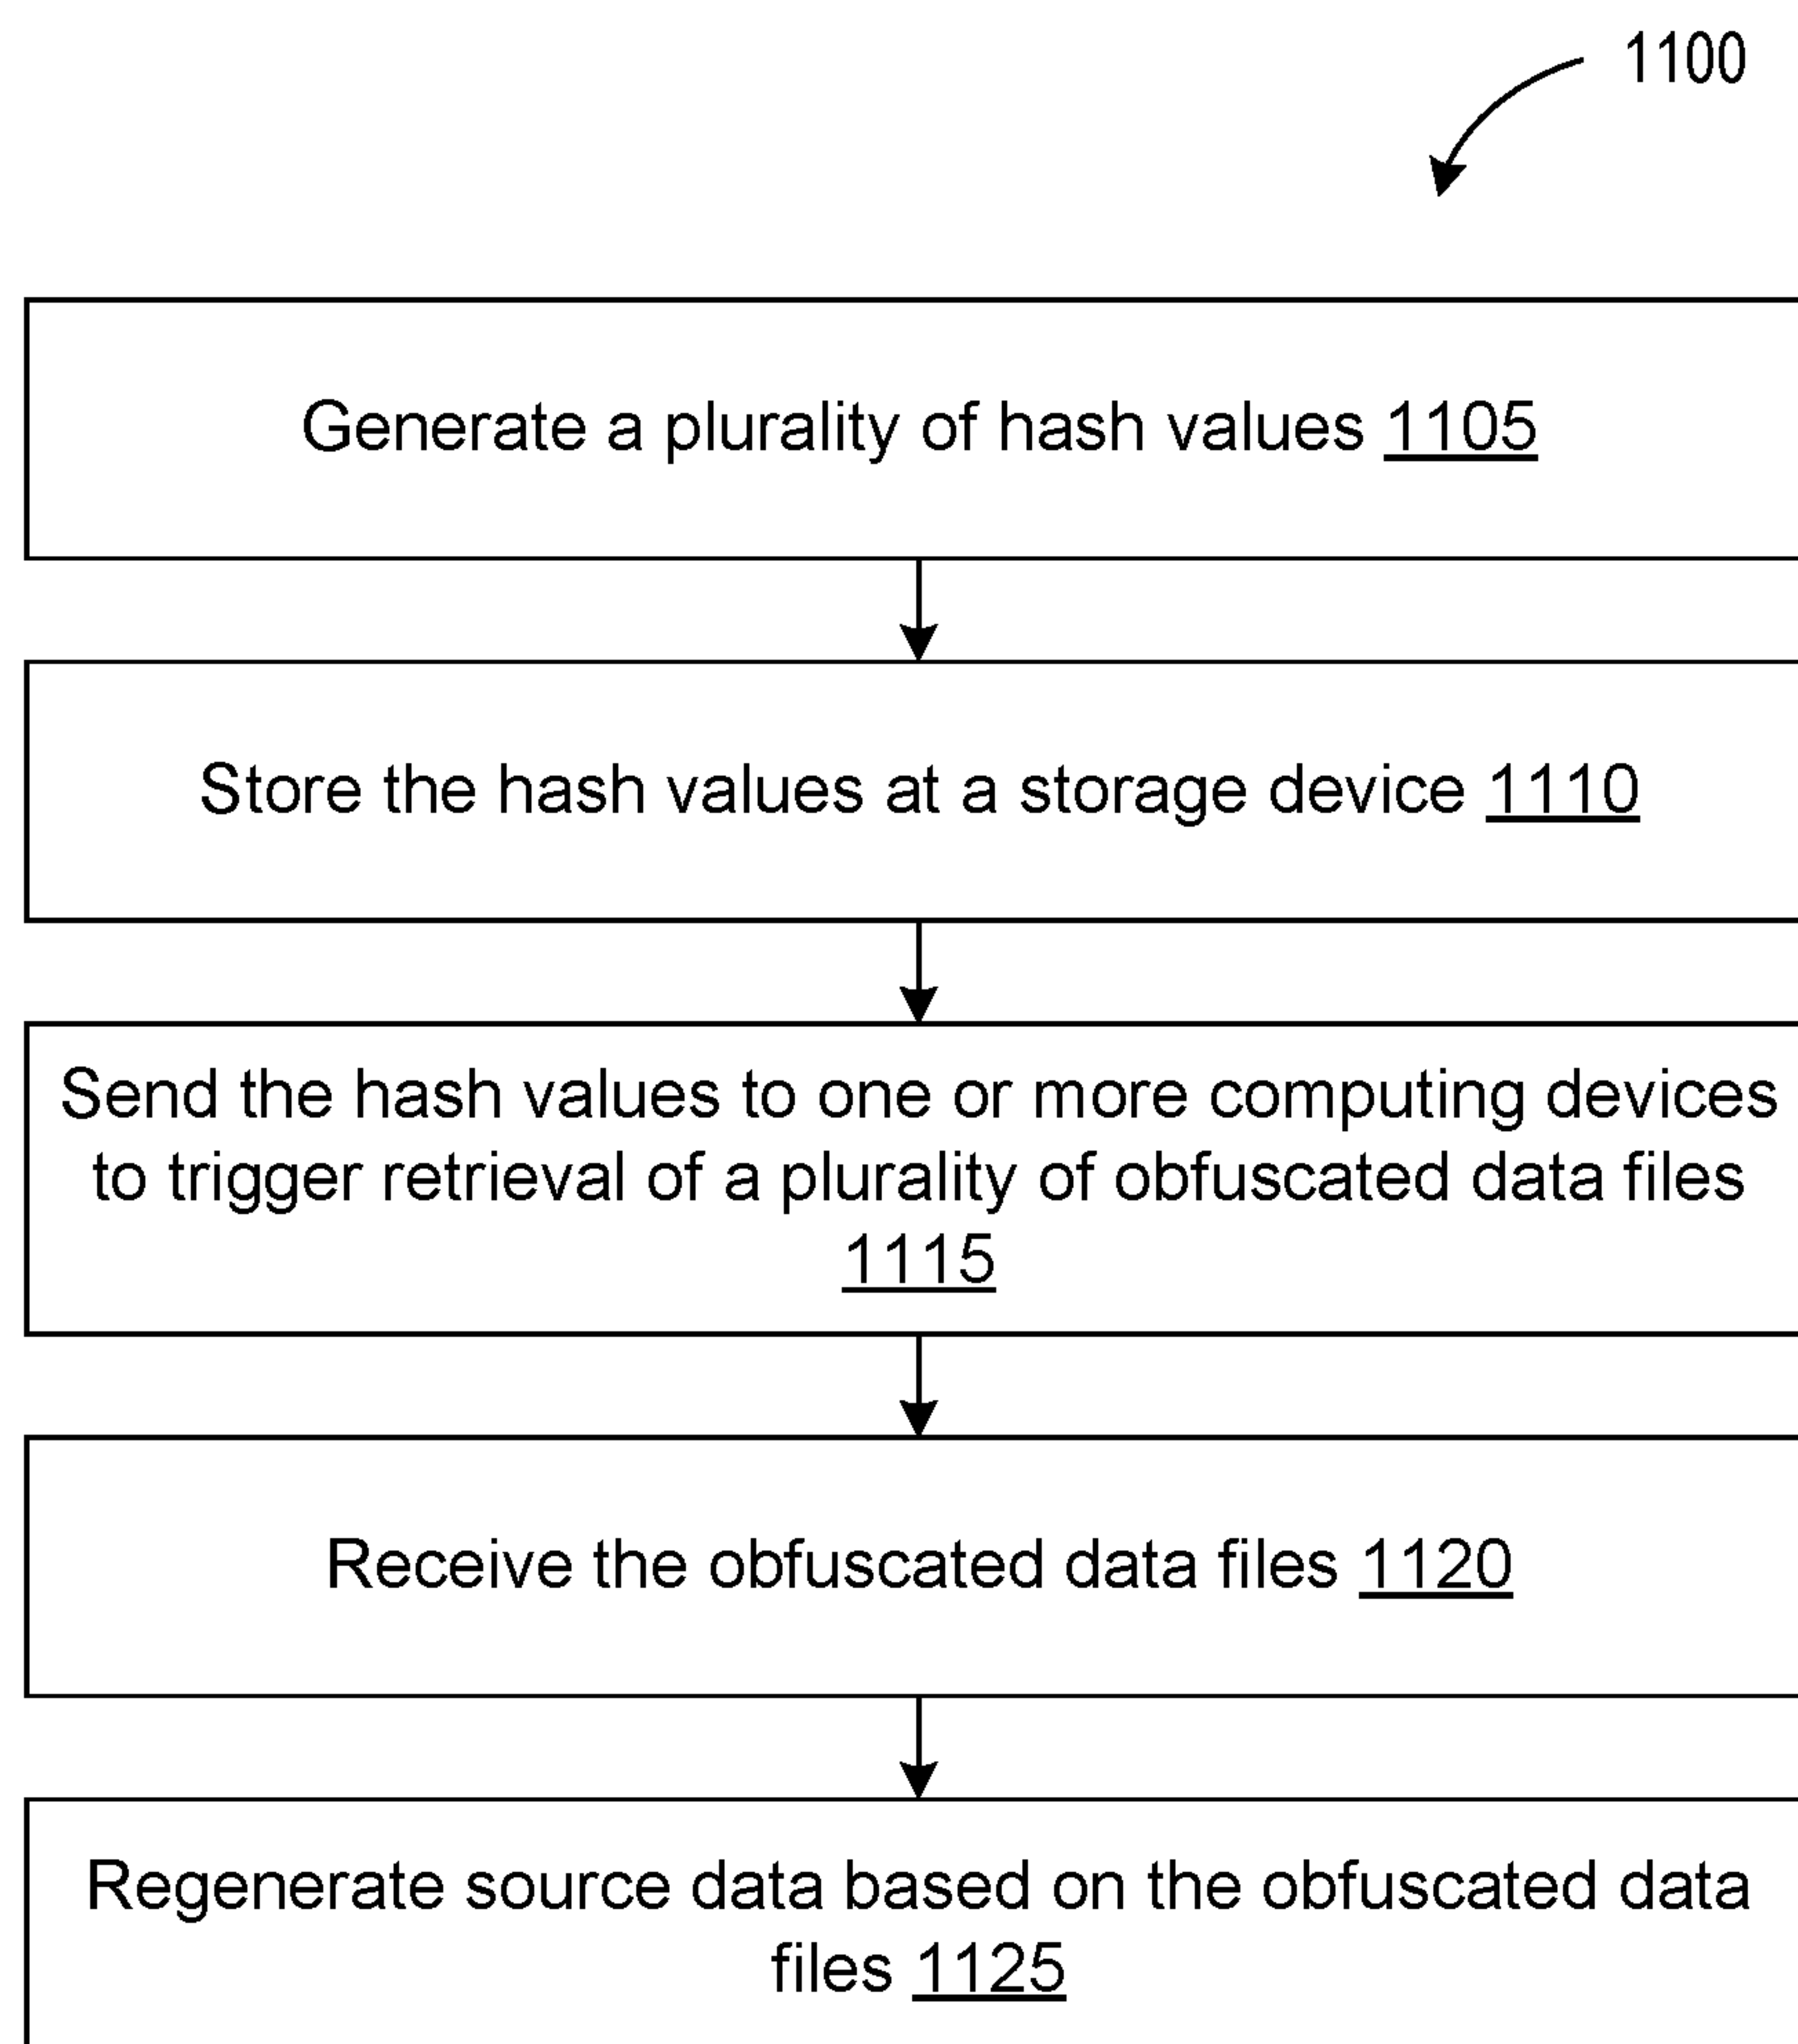 1100
Generate a plurality of hash values 1105
Store the hash values at a storage device 1110
Send the hash values to one or more computing devices
to trigger retrieval of a plurality of obfuscated data files
1115
Receive the obfuscated data files 1120
Regenerate source data based on the obfuscated data
files 1125